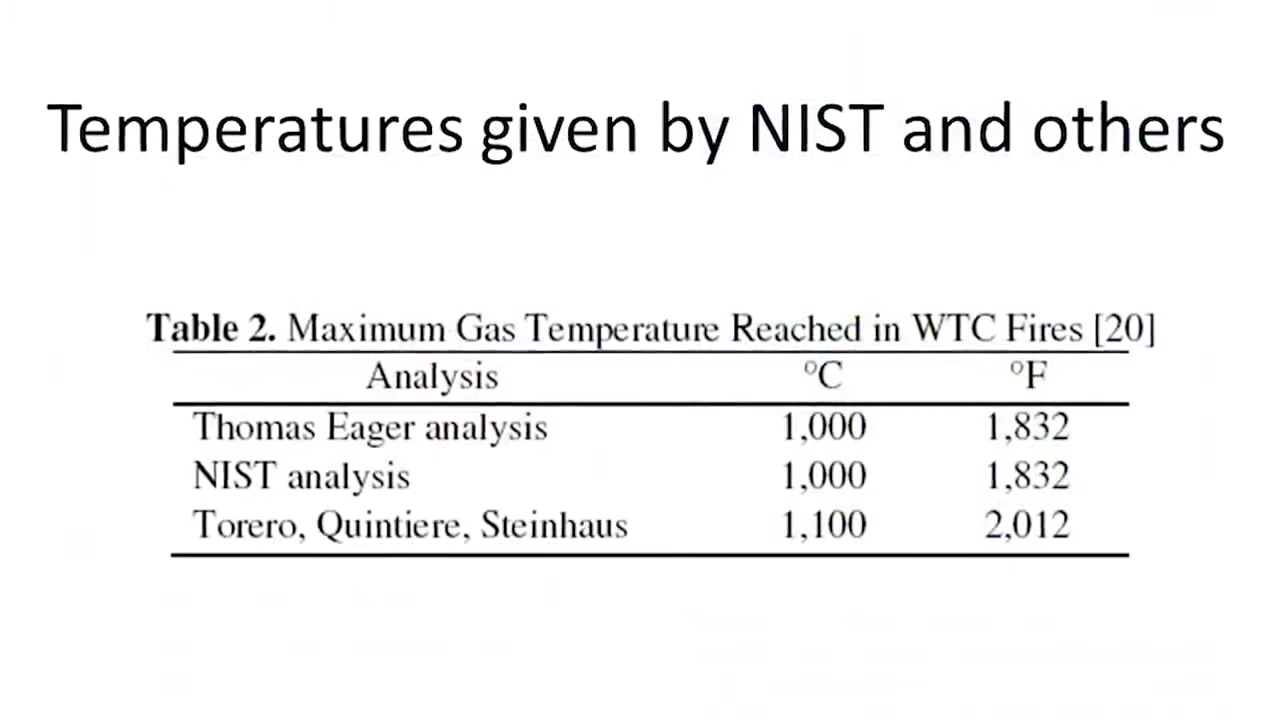 Temperatures given by NIST and others
Table 2. Maximum Gas Temperature Reached in WTC Fires [20]
Analysis °C °F
Thomas Eager analysis 1,000 1,832
NIST analysis 1,000 1,832
Torero, Quintiere, Steinhaus 1,100 2,012